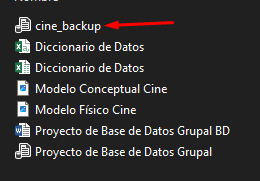 cine_backup
Diccionario de Datos
Diccionario de Datos
Modelo Conceptual Cine
Modelo Físico Cine
Proyecto de Base de Datos Grupal BD
Proyecto de Base de Datos Grupal